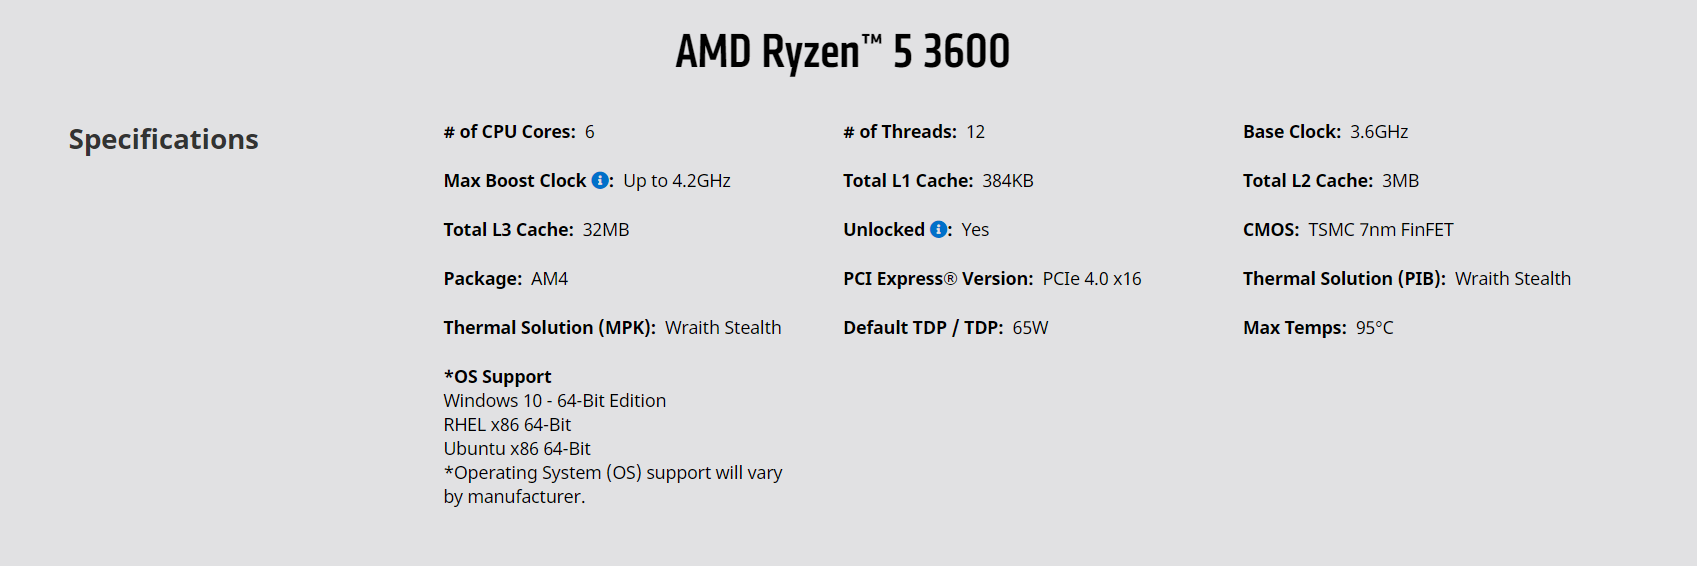 AMD Ryzen™ 5 3600
Specifications
# of CPU Cores: 6
# of Threads: 12
Base Clock: 3.6GHz
Max Boost Clock : Up to 4.2GHz
Total L1 Cache: 384KB
Total L2 Cache: 3MB
Total L3 Cache: 32MB
Unlocked : Yes
CMOS: TSMC 7nm FinFET
Package: AM4
PCI Express® Version: PCIe 4.0 x16
Thermal Solution (PIB): Wraith Stealth
Thermal Solution (MPK): Wraith Stealth
Default TDP / TDP: 65W
Max Temps: 95°C
*OS Support
Windows 10 - 64-Bit Edition
RHEL x86 64-Bit
Ubuntu x86 64-Bit
*Operating System (OS) support will vary
by manufacturer.